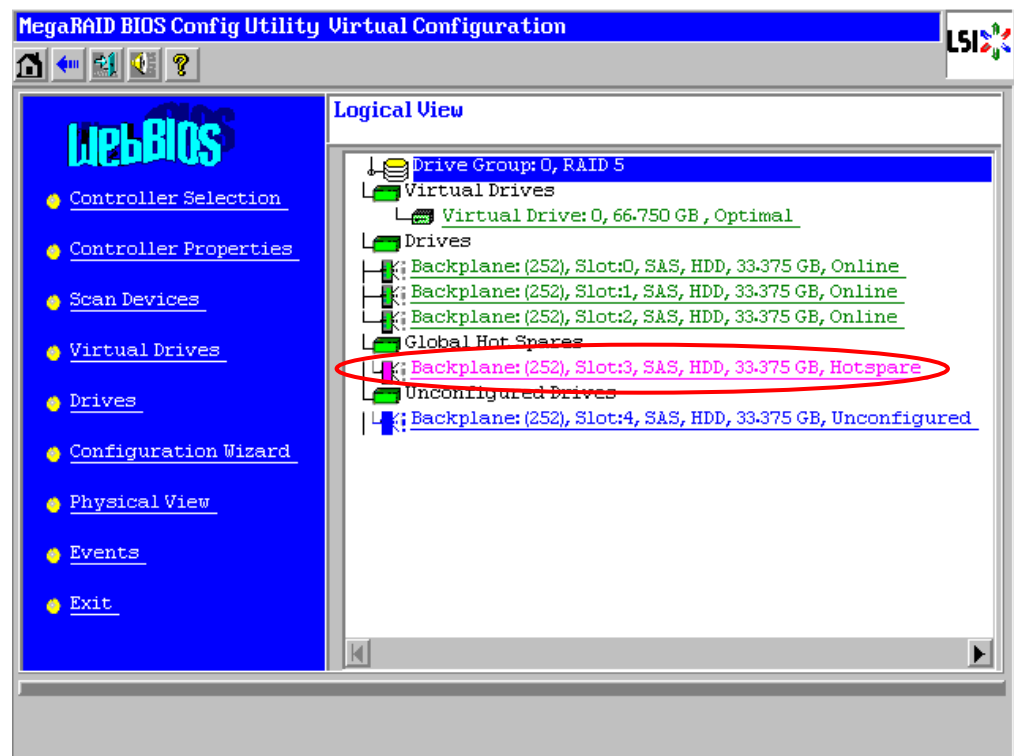 MegaRAID BIOS Config Utility Virtual Configuration
LSI
WebBIOS
Controller Selection
Controller Properties
Scan Devices
Virtual Drives
Drives
Configuration Wizard
Physical View
Events
Exit
Logical View
Drive Group: 0, RAID 5
Virtual Drives
Virtual Drive: 0, 66.750 GB , Optimal
Drives
Backplane: (252), Slot:0, SAS, HDD, 33.375 GB, Online
Backplane: (252), Slot:1, SAS, HDD, 33.375 GB, Online
Backplane: (252), Slot:2, SAS, HDD, 33.375 GB, Online
Global Hot Spares
Backplane: (252), Slot:3, SAS, HDD, 33.375 GB, Hotspare
Unconfigured Drives
Backplane: (252), Slot:4, SAS, HDD, 33.375 GB, Unconfigured